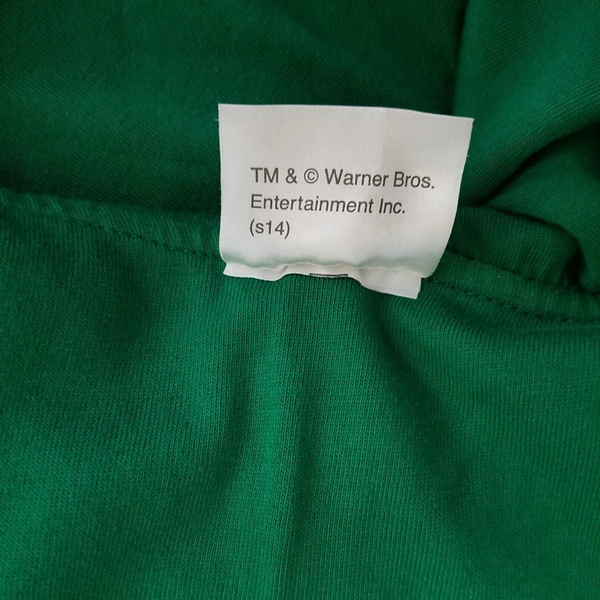 TM & © Warner Bros.
Entertainment Inc.
(s14)